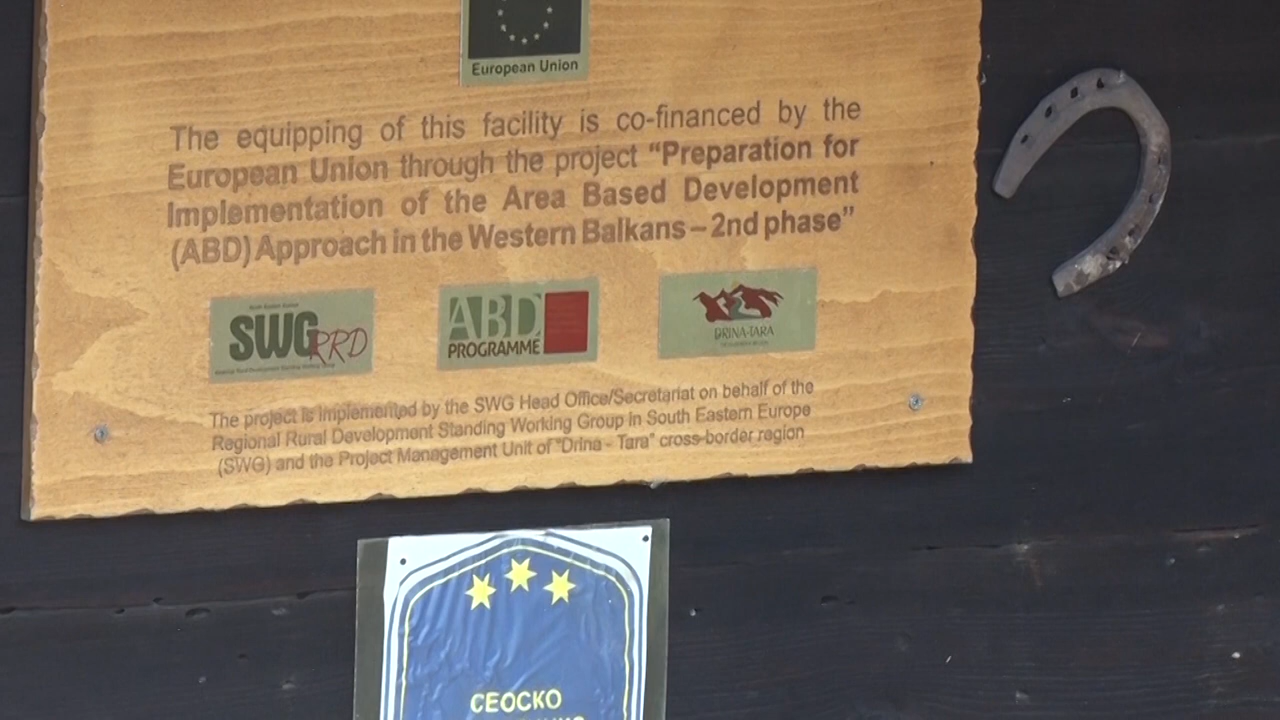 European Union
The equipping of this facility is co-financed by the
European Union through the project “Preparation for
Implementation of the Area Based Development
(ABD) Approach in the Western Balkans – 2nd phase”
SWG RRD
ABD
PROGRAMME
DRINA-TARA
The project is implemented by the SWG Head Office/Secretariat on behalf of the
Regional Rural Development Standing Working Group in South Eastern Europe
(SWG) and the Project Management Unit of "Drina - Tara" cross-border region
СЕОСКО